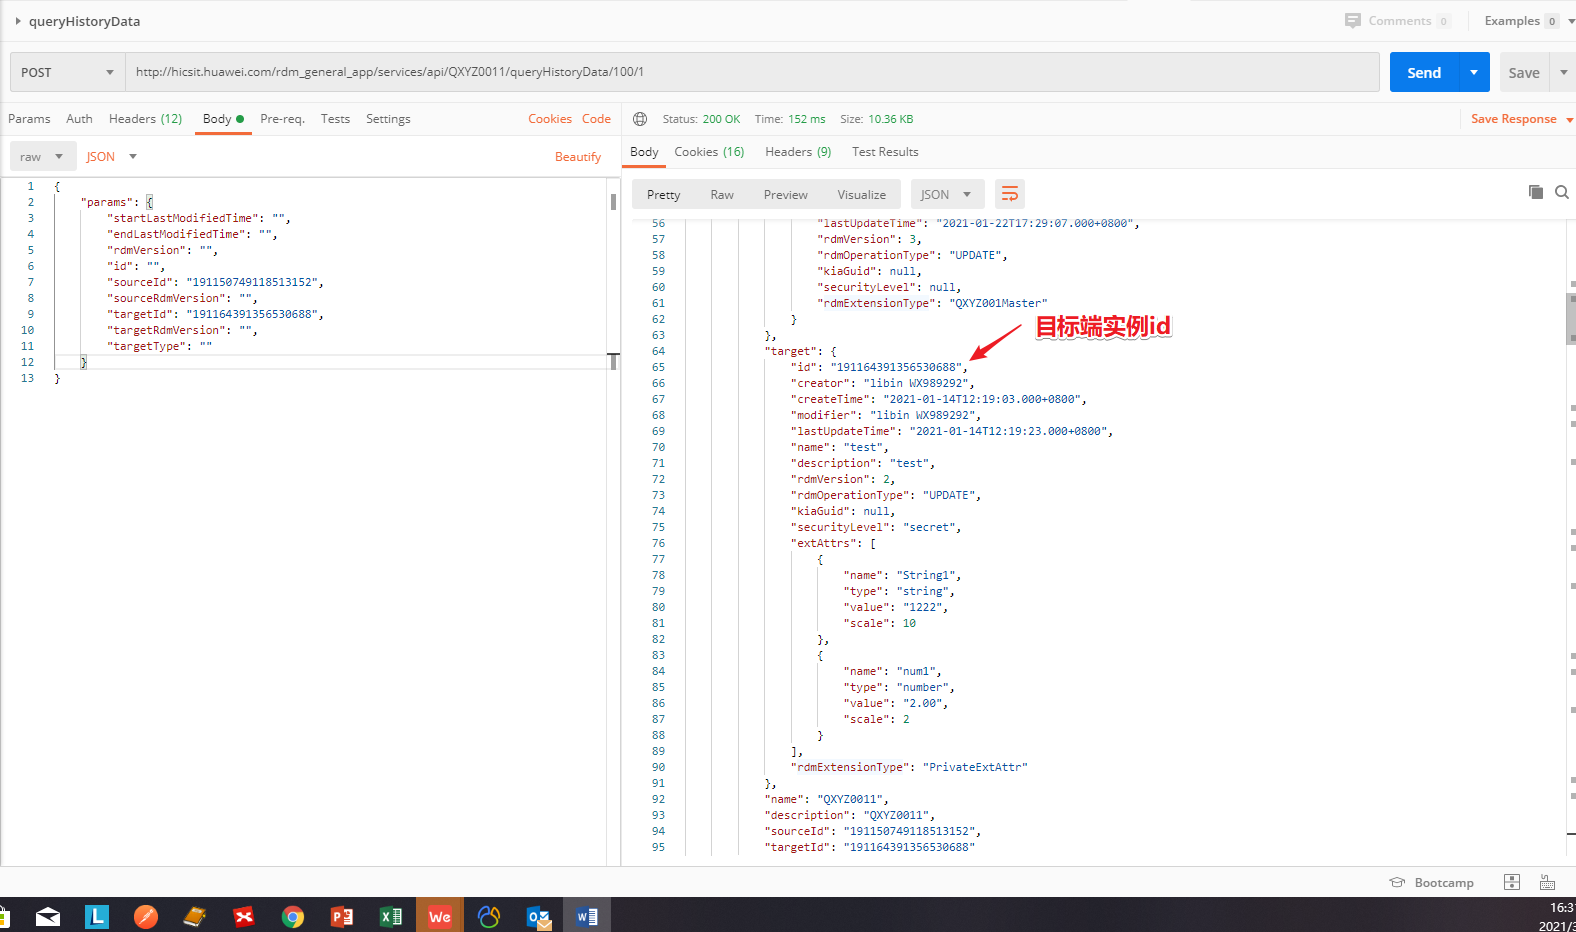 queryHistoryData
Comments 0
Examples 0
POST
http://hicsit.huawei.com/rdm_general_app/services/api/QXYZ0011/queryHistoryData/100/1
Send
Save
Params Auth Headers (12) Body Pre-req. Tests Settings
Cookies Code
raw JSON
Beautify
1 {
2 "params": {
3 "startLastModifiedTime": "",
4 "endLastModifiedTime": "",
5 "rdmVersion": "",
6 "id": "",
7 "sourceId": "191150749118513152",
8 "sourceRdmVersion": "",
9 "targetId": "191164391356530688",
10 "targetRdmVersion": "",
11 "targetType": ""
12 }
13 }
Status: 200 OK Time: 152 ms Size: 10.36 KB
Save Response
Body Cookies (16) Headers (9) Test Results
Pretty Raw Preview Visualize JSON
56 "lastUpdateTime": "2021-01-22T17:29:07.000+0800",
57 "rdmVersion": 3,
58 "rdmOperationType": "UPDATE",
59 "kiaGuid": null,
60 "securityLevel": null,
61 "rdmExtensionType": "QXYZ001Master"
62 }
63 },
目标端实例id
64 "target": {
65 "id": "191164391356530688",
66 "creator": "libin WX989292",
67 "createTime": "2021-01-14T12:19:03.000+0800",
68 "modifier": "libin WX989292",
69 "lastUpdateTime": "2021-01-14T12:19:23.000+0800",
70 "name": "test",
71 "description": "test",
72 "rdmVersion": 2,
73 "rdmOperationType": "UPDATE",
74 "kiaGuid": null,
75 "securityLevel": "secret",
76 "extAttrs": [
77 {
78 "name": "String1",
79 "type": "string",
80 "value": "1222",
81 "scale": 10
82 },
83 {
84 "name": "num1",
85 "type": "number",
86 "value": "2.00",
87 "scale": 2
88 }
89 ],
90 "rdmExtensionType": "PrivateExtAttr"
91 },
92 "name": "QXYZ0011",
93 "description": "QXYZ0011",
94 "sourceId": "191150749118513152",
95 "targetId": "191164391356530688"
Bootcamp
L
We
16:3
2021/3